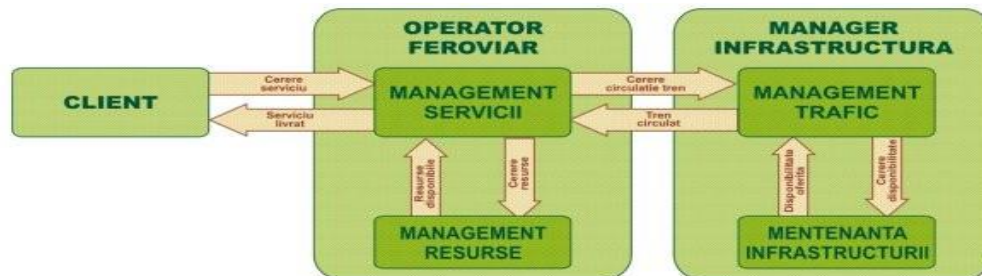 OPERATOR
FEROVIAR
MANAGER
INFRASTRUCTURA
CLIENT
Cerere
serviciu
Serviciu
livrat
MANAGEMENT
SERVICII
Cerere
circulatie tren
Tren
circulat
MANAGEMENT
TRAFIC
Resurse
disponibile
Cerere
resurse
Disponibilitate
oferita
Cerere
disponibilitate
MANAGEMENT
RESURSE
MENTENANTA
INFRASTRUCTURII